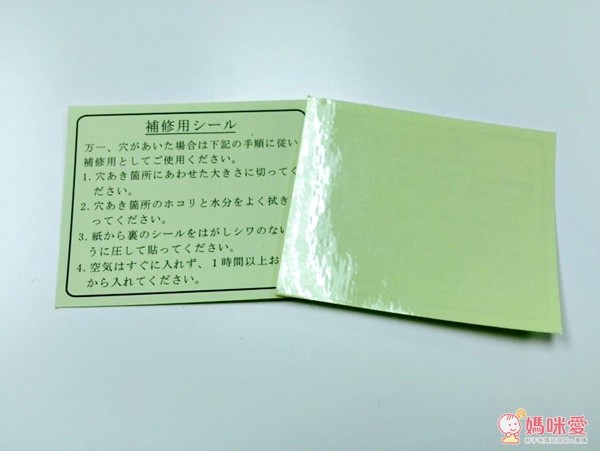 補修用シール
万一、穴があいた場合は下記の手順に従い
補修用としてご使用ください。
1. 穴あき箇所にあわせた大きさに切ってく
ださい。
2. 穴あき箇所のホコリと水分をよく拭き
ってください。
3. 紙から裏のシールをはがしシワのない
うに圧して貼ってください。
4. 空気はすぐに入れず、1時間以上お
から入れてください。
媽咪愛